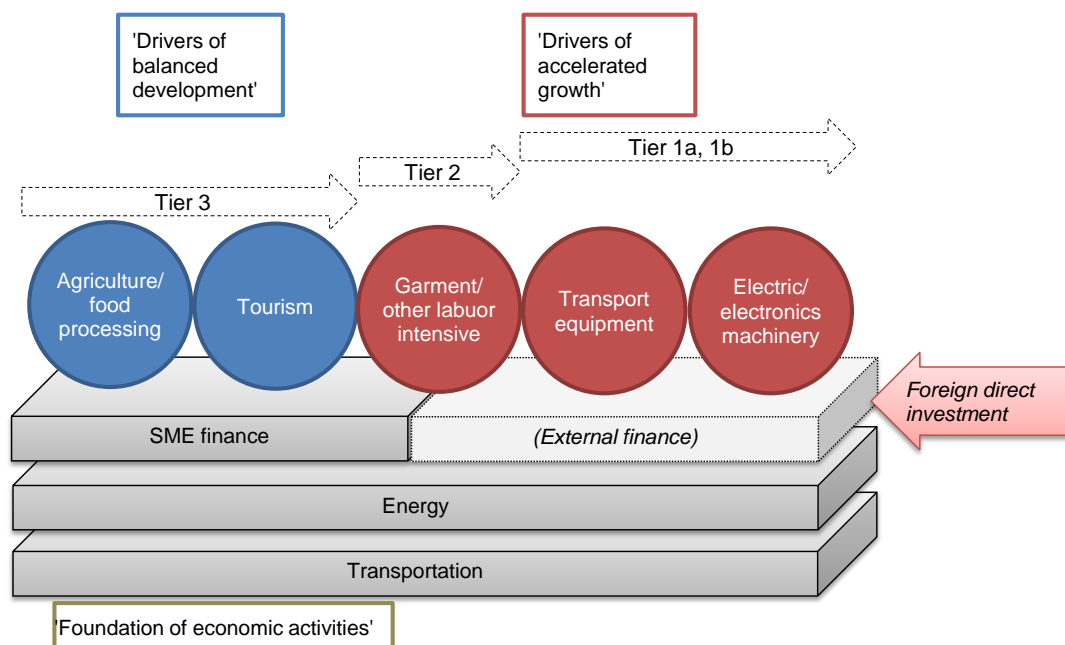 'Drivers of
balanced
development'
'Drivers of
accelerated
growth'
Tier 1a, 1b
Tier 2
Tier 3
Agriculture/
food
processing
Tourism
Garment/
other labuor
intensive
Transport
equipment
Electric/
electronics
machinery
Foreign direct
investment
SME finance
(External finance)
Energy
Transportation
'Foundation of economic activities'